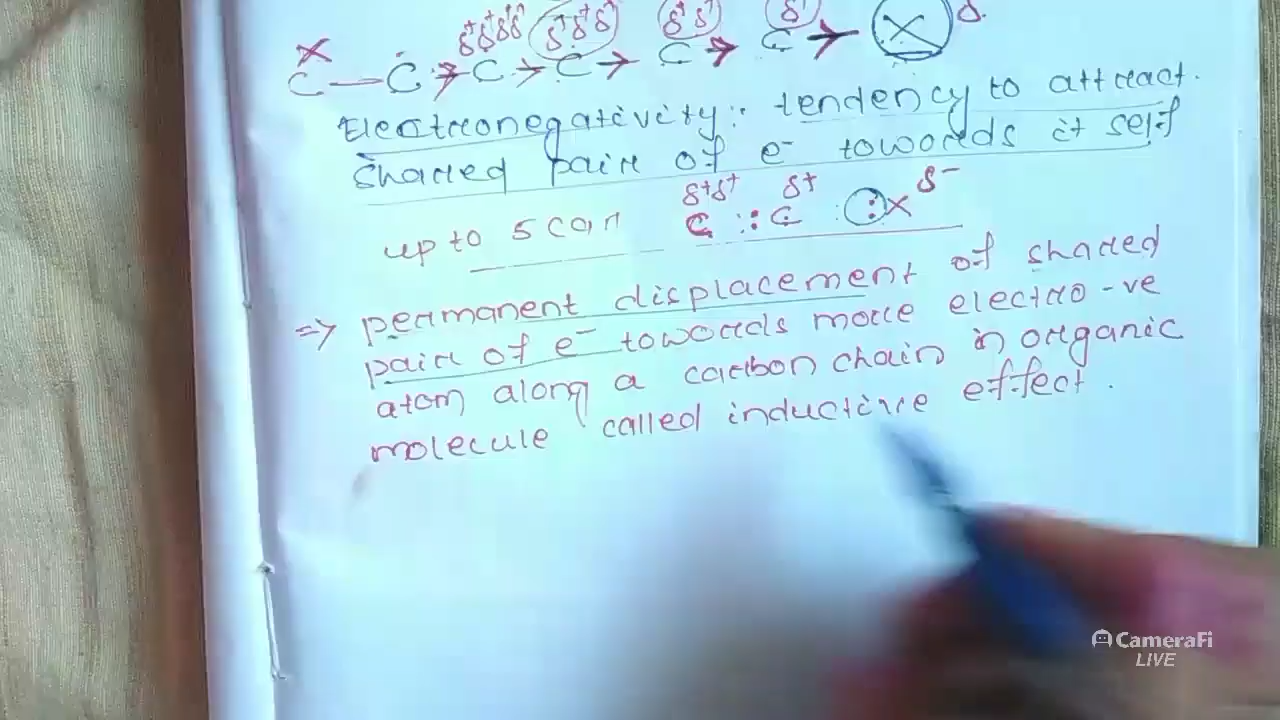 δ⁺δ⁺δ⁺δ⁺ δ⁺δ⁺δ⁺ δ⁺δ⁺ δ⁺ δ⁻
C — C → C → C → C → C → X
Electronegativity: tendency to attract.
shared pair of e⁻ towards it self
δ⁺δ⁺ δ⁺ δ⁻
up to 5 C :: C :X
=> permanent displacement of shared
pair of e⁻ towards more electro -ve
atom along a carbon chain in organic
molecule called inductive effect.
CameraFi
LIVE